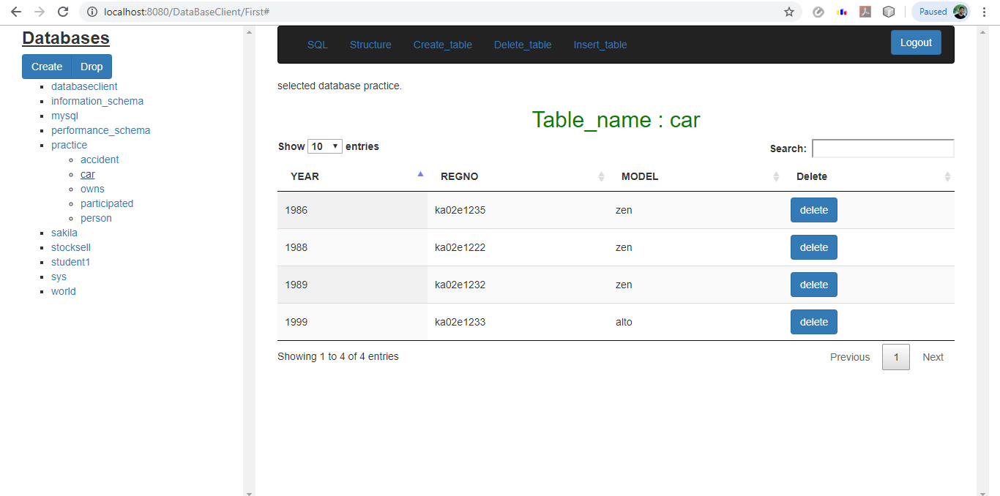 localhost:8080/DataBaseClient/First#
Paused
Databases
Create Drop
databaseclient
information_schema
mysql
performance_schema
practice
accident
car
owns
participated
person
sakila
stocksell
student1
sys
world
SQL Structure Create_table Delete_table Insert_table Logout
selected database practice.
Table_name : car
Show 10 entries Search:
YEAR REGNO MODEL Delete
1986 ka02e1235 zen delete
1988 ka02e1222 zen delete
1989 ka02e1232 zen delete
1999 ka02e1233 alto delete
Showing 1 to 4 of 4 entries Previous 1 Next